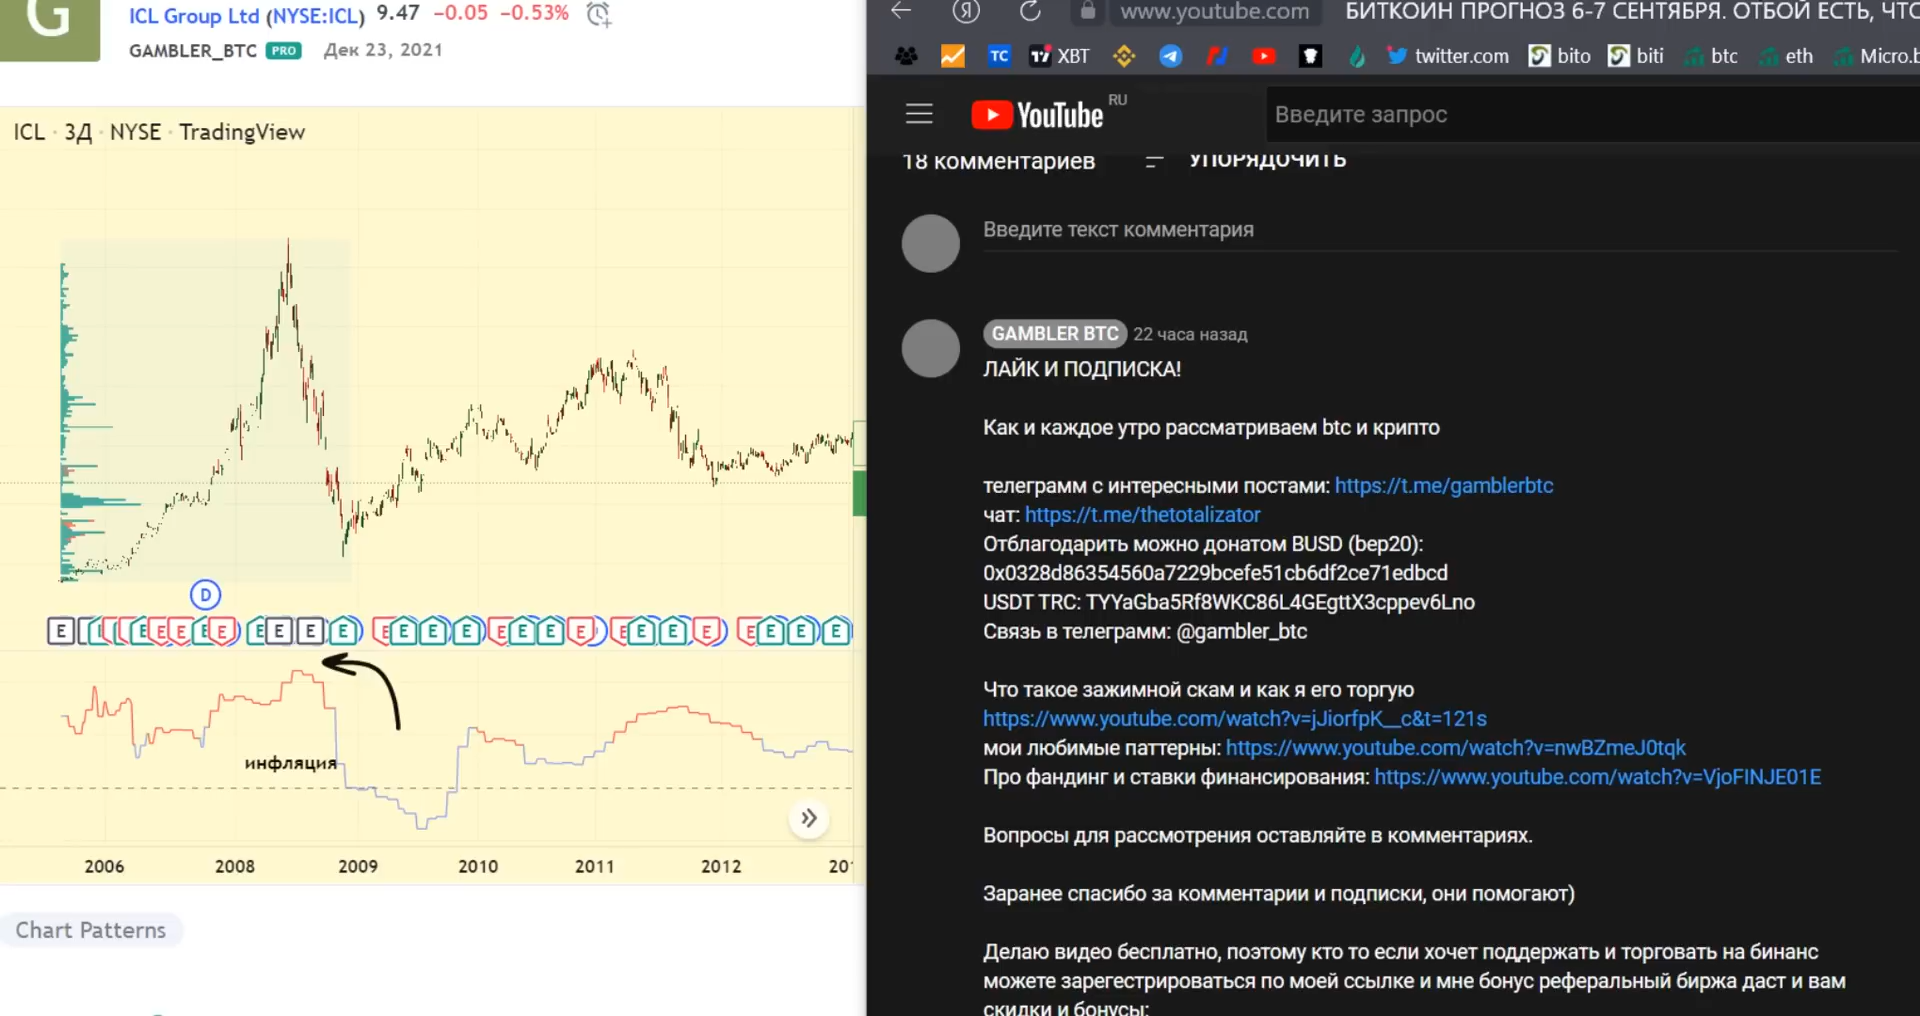 G
ICL Group Ltd (NYSE:ICL) 9.47 −0.05 −0.53%
GAMBLER_BTC PRO Дек 23, 2021
ICL · 3Д · NYSE · TradingView
D
E E E E E E E E E E E E E E E E E E E E E E E E
инфляция
2006 2008 2009 2010 2011 2012 201
Chart Patterns
Я www.youtube.com БИТКОИН ПРОГНОЗ 6-7 СЕНТЯБРЯ. ОТБОЙ ЕСТЬ, ЧТО
TC XBT twitter.com bito biti btc eth Micro.b
YouTube RU
Введите запрос
18 комментариев УПОРЯДОЧИТЬ
Введите текст комментария
GAMBLER BTC 22 часа назад
ЛАЙК И ПОДПИСКА!
Как и каждое утро рассматриваем btc и крипто
телеграмм с интересными постами: https://t.me/gamblerbtc
чат: https://t.me/thetotalizator
Отблагодарить можно донатом BUSD (bep20):
0x0328d86354560a7229bcefe51cb6df2ce71edbcd
USDT TRC: TYYaGba5Rf8WKC86L4GEgttX3cppev6Lno
Связь в телеграмм: @gambler_btc
Что такое зажимной скам и как я его торгую
https://www.youtube.com/watch?v=jJiorfpK__c&t=121s
мои любимые паттерны: https://www.youtube.com/watch?v=nwBZmeJ0tqk
Про фандинг и ставки финансирования: https://www.youtube.com/watch?v=VjoFINJE01E
Вопросы для рассмотрения оставляйте в комментариях.
Заранее спасибо за комментарии и подписки, они помогают)
Делаю видео бесплатно, поэтому кто то если хочет поддержать и торговать на бинанс
можете зарегестрироваться по моей ссылке и мне бонус реферальный биржа даст и вам
скидки и бонусы: